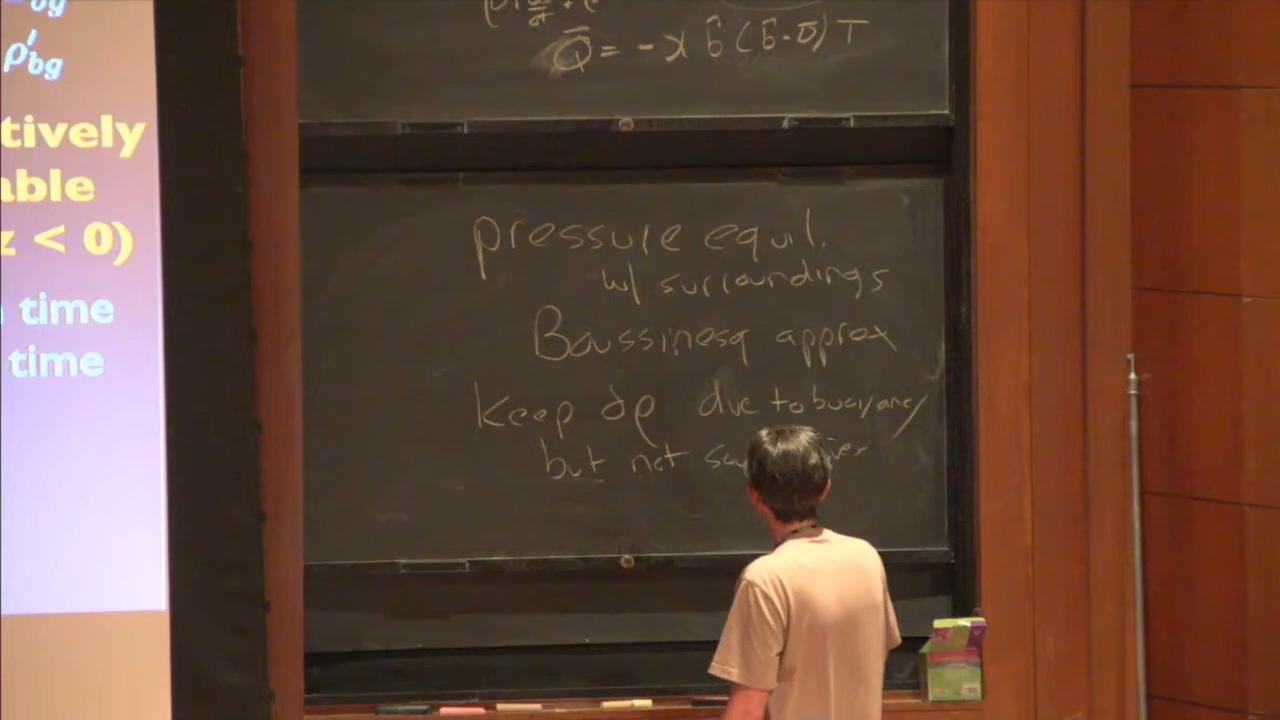 ρ'bg
tively
able
z < 0)
time
time
Q = - χ b (b·∇) T
pressure equil.
w/ surroundings
Boussinesq approx
keep δρ due to buoyancy
but not